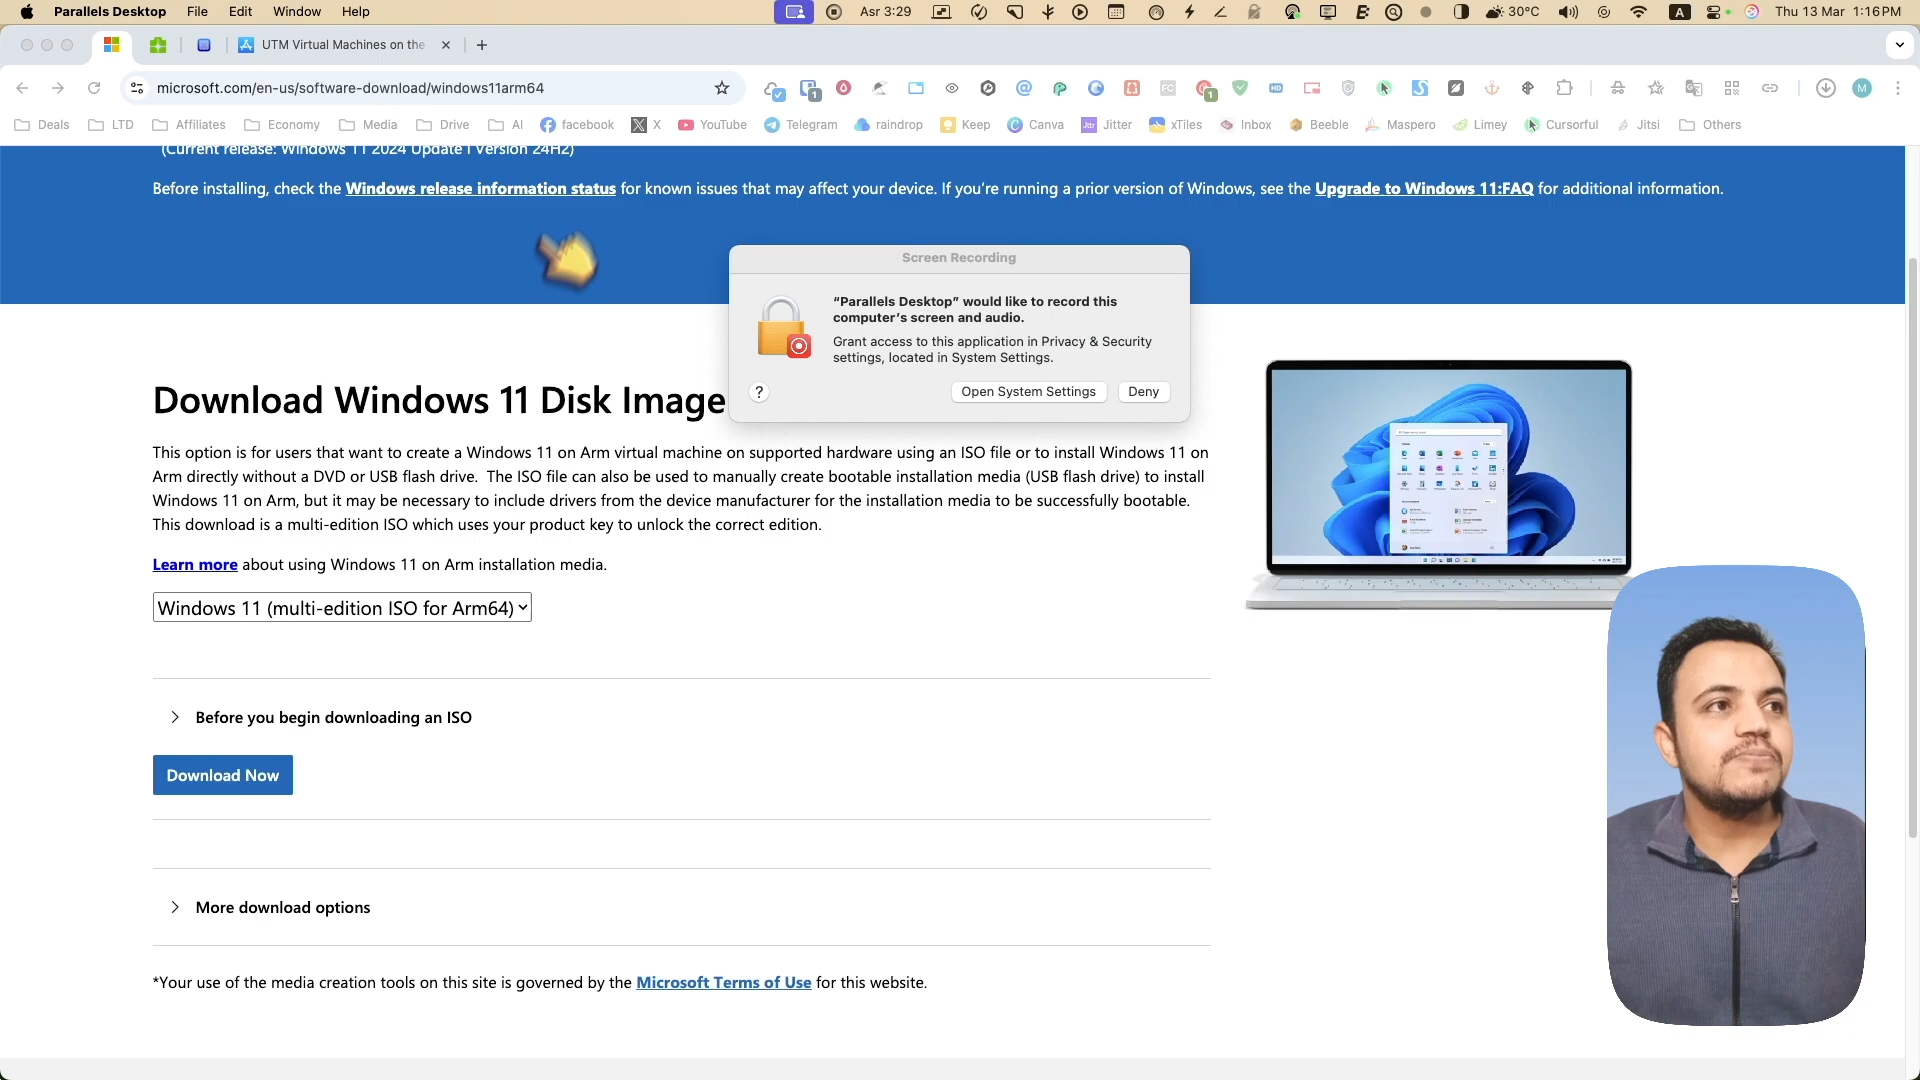 Parallels Desktop File Edit Window Help Asr 3:29 30°C A Thu 13 Mar 1:16 PM
UTM Virtual Machines on the
microsoft.com/en-us/software-download/windows11arm64
Deals LTD Affiliates Economy Media Drive AI facebook X YouTube Telegram raindrop Keep Canva Jitter xTiles Inbox Beeble Maspero Limey Cursorful Jitsi Others
(Current release: Windows 11 2024 Update l Version 24H2)
Before installing, check the Windows release information status for known issues that may affect your device. If you're running a prior version of Windows, see the Upgrade to Windows 11:FAQ for additional information.
Screen Recording
“Parallels Desktop” would like to record this
computer’s screen and audio.
Grant access to this application in Privacy & Security
settings, located in System Settings.
?
Open System Settings
Deny
Download Windows 11 Disk Image
This option is for users that want to create a Windows 11 on Arm virtual machine on supported hardware using an ISO file or to install Windows 11 on
Arm directly without a DVD or USB flash drive. The ISO file can also be used to manually create bootable installation media (USB flash drive) to install
Windows 11 on Arm, but it may be necessary to include drivers from the device manufacturer for the installation media to be successfully bootable.
This download is a multi-edition ISO which uses your product key to unlock the correct edition.
Learn more about using Windows 11 on Arm installation media.
Windows 11 (multi-edition ISO for Arm64)
Before you begin downloading an ISO
Download Now
More download options
*Your use of the media creation tools on this site is governed by the Microsoft Terms of Use for this website.